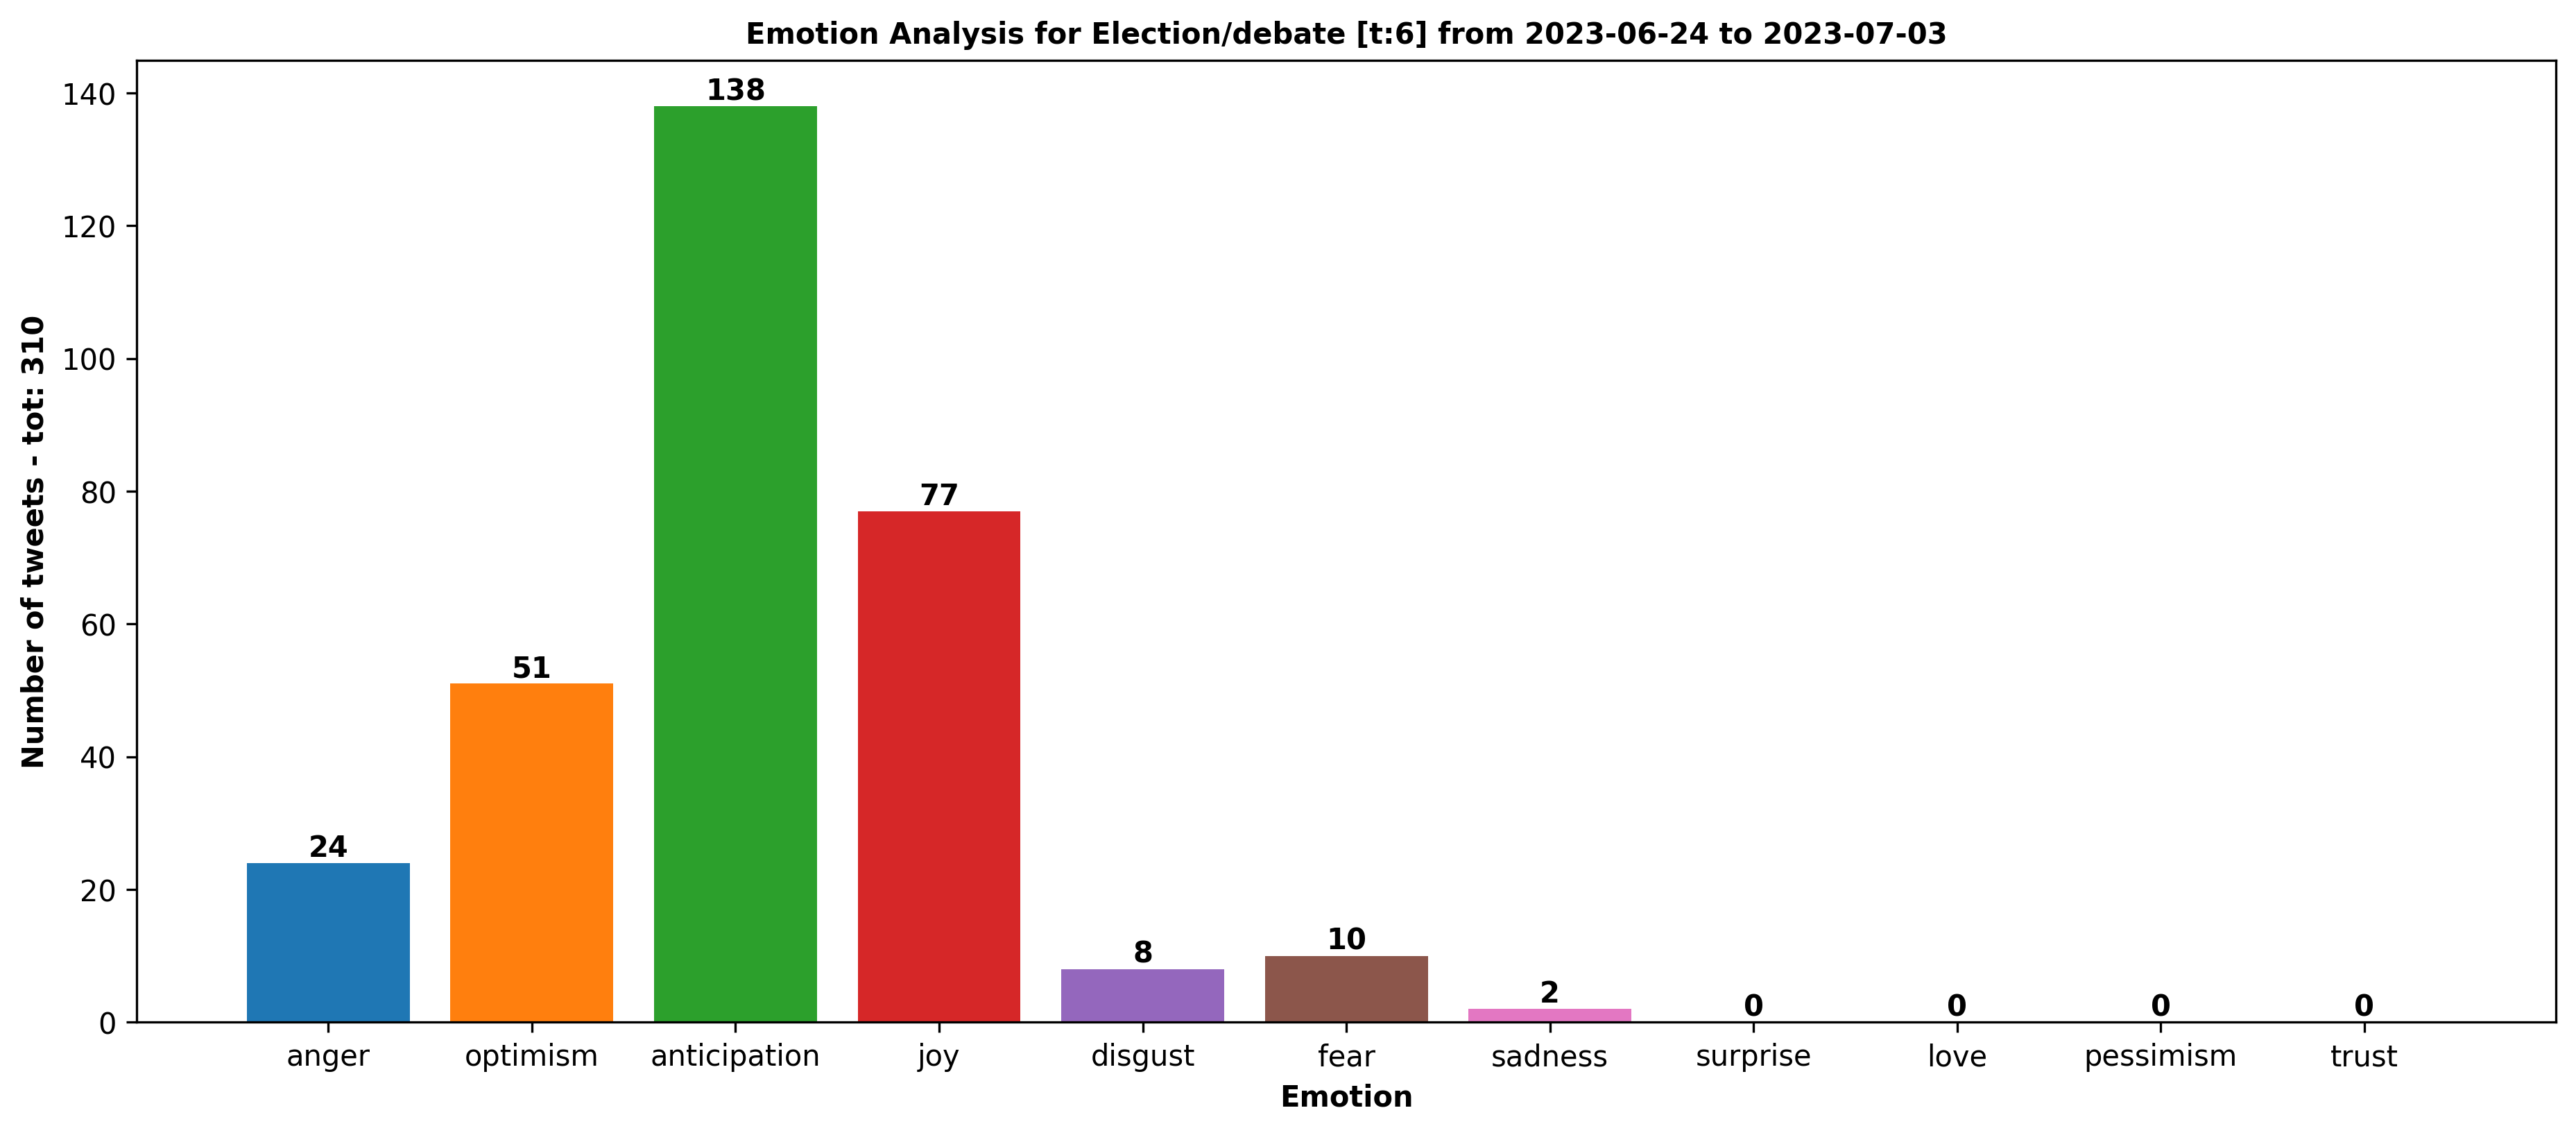 Emotion Analysis for Election/debate [t:6] from 2023-06-24 to 2023-07-03
Number of tweets - tot: 310
140
120
100
80
60
40
20
0
24
51
138
77
8
10
2
0
0
0
0
anger
optimism
anticipation
joy
disgust
fear
sadness
surprise
love
pessimism
trust
Emotion